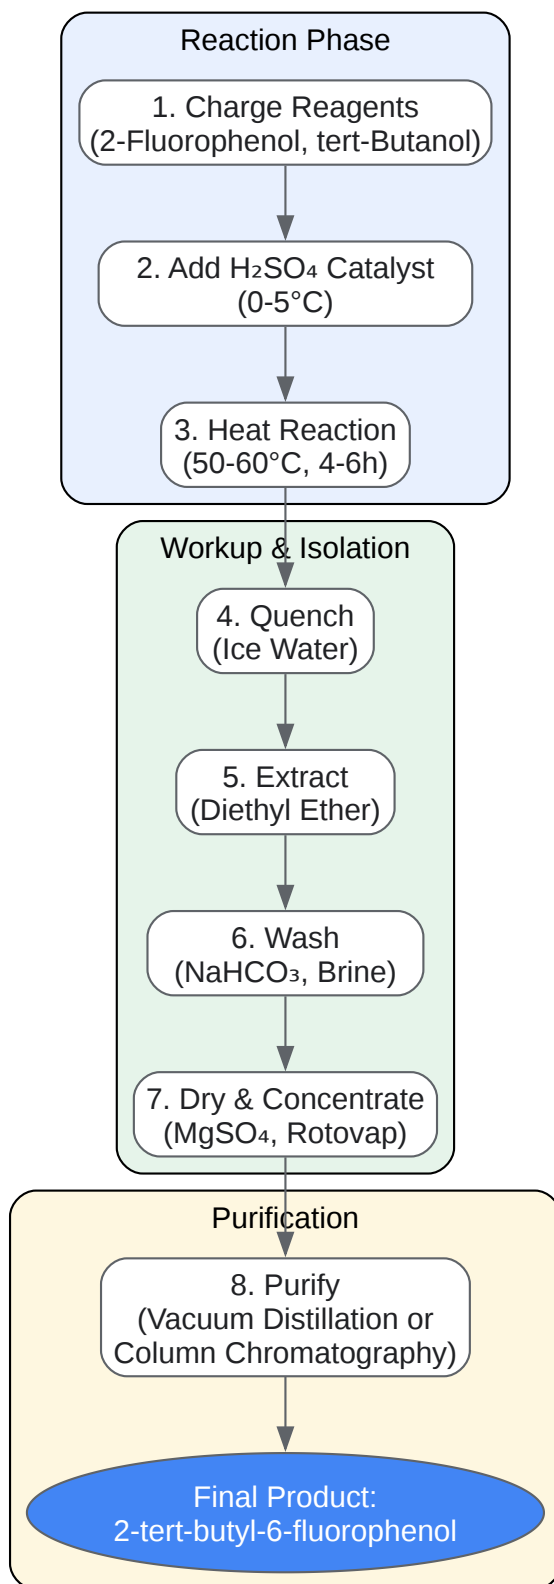 Reaction Phase
1. Charge Reagents
(2-Fluorophenol, tert-Butanol)
2. Add H₂SO₄ Catalyst
(0-5°C)
3. Heat Reaction
(50-60°C, 4-6h)
Workup & Isolation
4. Quench
(Ice Water)
5. Extract
(Diethyl Ether)
6. Wash
(NaHCO₃, Brine)
7. Dry & Concentrate
(MgSO₄, Rotovap)
Purification
8. Purify
(Vacuum Distillation or
Column Chromatography)
Final Product:
2-tert-butyl-6-fluorophenol